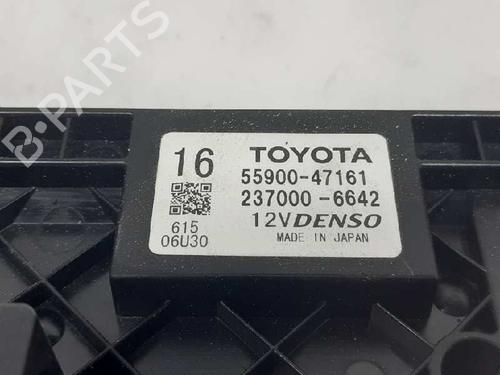 B-PARTS
16 TOYOTA
55900-47161
237000-6642
615
06U30
12V DENSO
MADE IN JAPAN